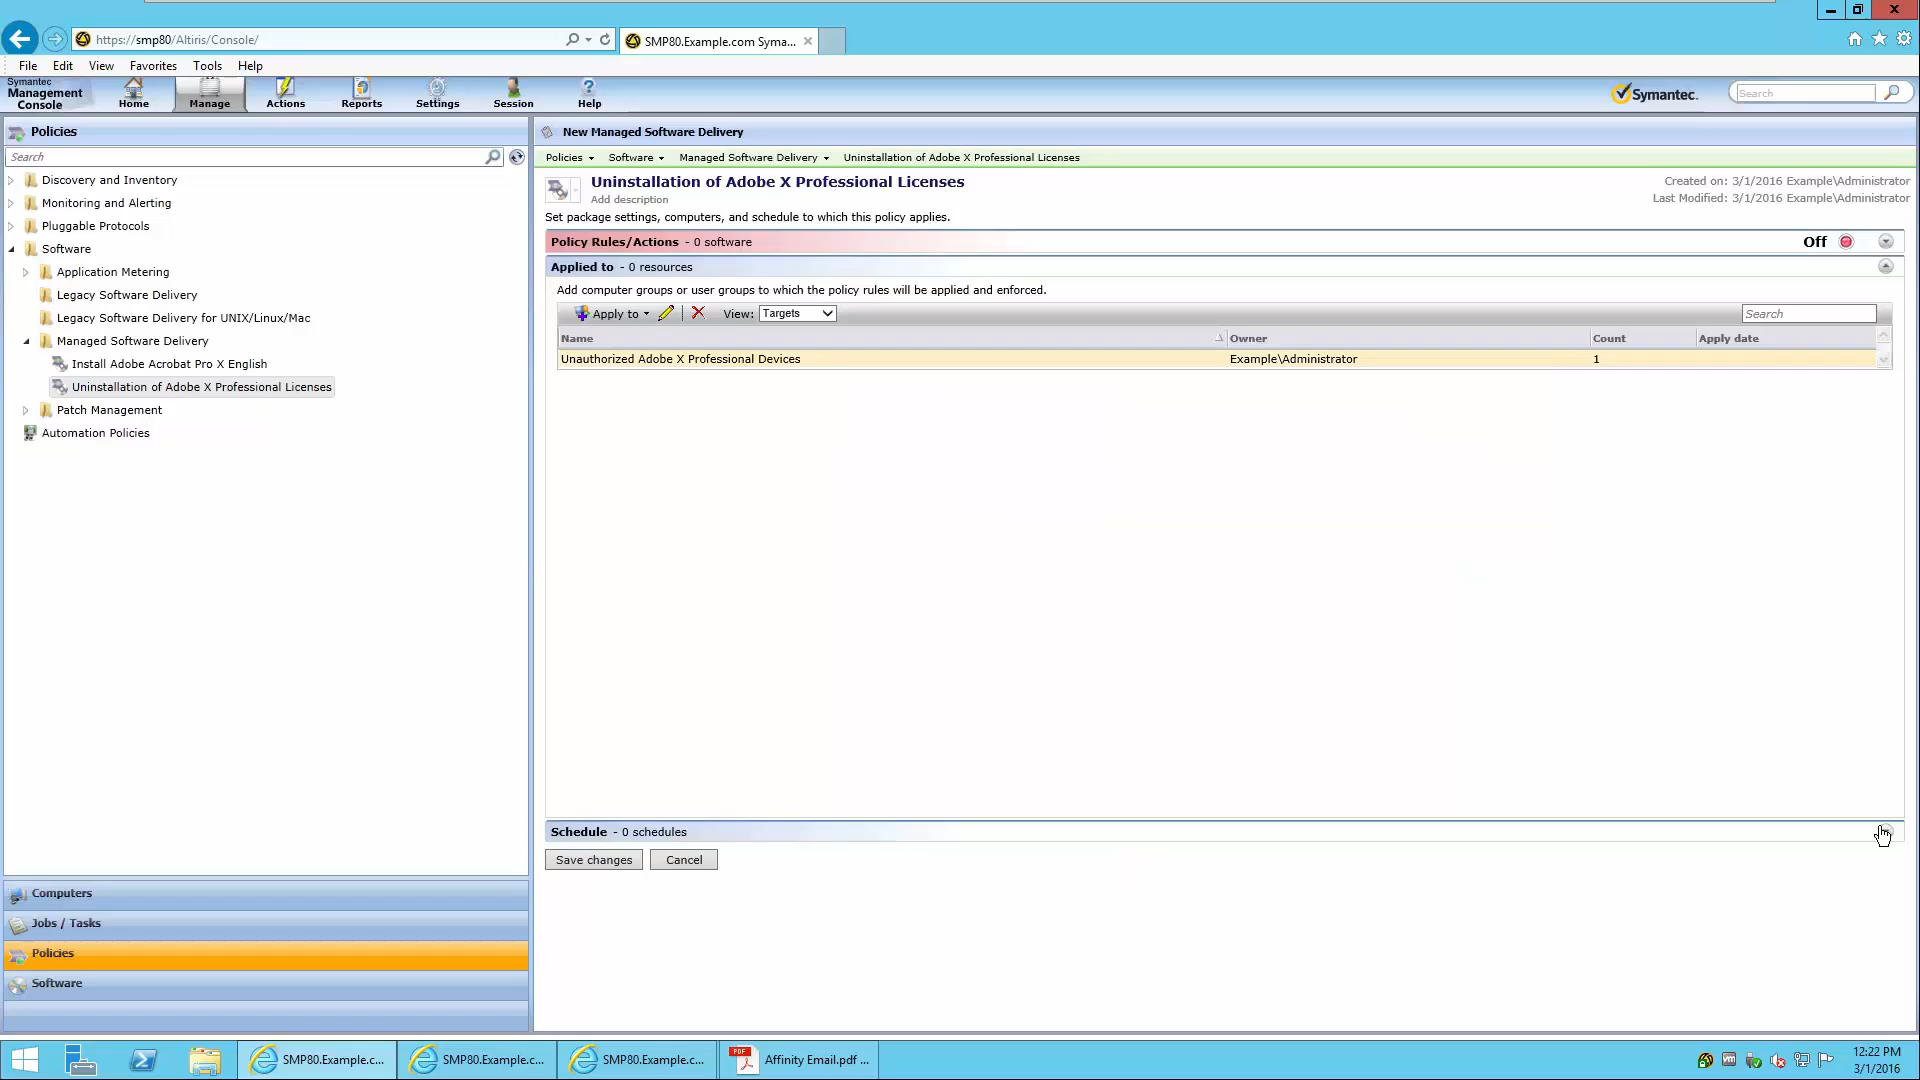 https://smp80/Altiris/Console/
SMP80.Example.com Syma...
File Edit View Favorites Tools Help
Symantec
Management
Console
Home
Manage
Actions
Reports
Settings
Session
Help
Symantec.
Search
Policies
Search
Discovery and Inventory
Monitoring and Alerting
Pluggable Protocols
Software
Application Metering
Legacy Software Delivery
Legacy Software Delivery for UNIX/Linux/Mac
Managed Software Delivery
Install Adobe Acrobat Pro X English
Uninstallation of Adobe X Professional Licenses
Patch Management
Automation Policies
Computers
Jobs / Tasks
Policies
Software
New Managed Software Delivery
Policies Software Managed Software Delivery Uninstallation of Adobe X Professional Licenses
Uninstallation of Adobe X Professional Licenses
Add description
Created on: 3/1/2016 Example\Administrator
Last Modified: 3/1/2016 Example\Administrator
Set package settings, computers, and schedule to which this policy applies.
Policy Rules/Actions - 0 software Off
Applied to - 0 resources
Add computer groups or user groups to which the policy rules will be applied and enforced.
Apply to View: Targets Search
Name Owner Count Apply date
Unauthorized Adobe X Professional Devices Example\Administrator 1
Schedule - 0 schedules
Save changes Cancel
SMP80.Example.c...
SMP80.Example.c...
SMP80.Example.c...
PDF
Affinity Email.pdf ...
12:22 PM
3/1/2016